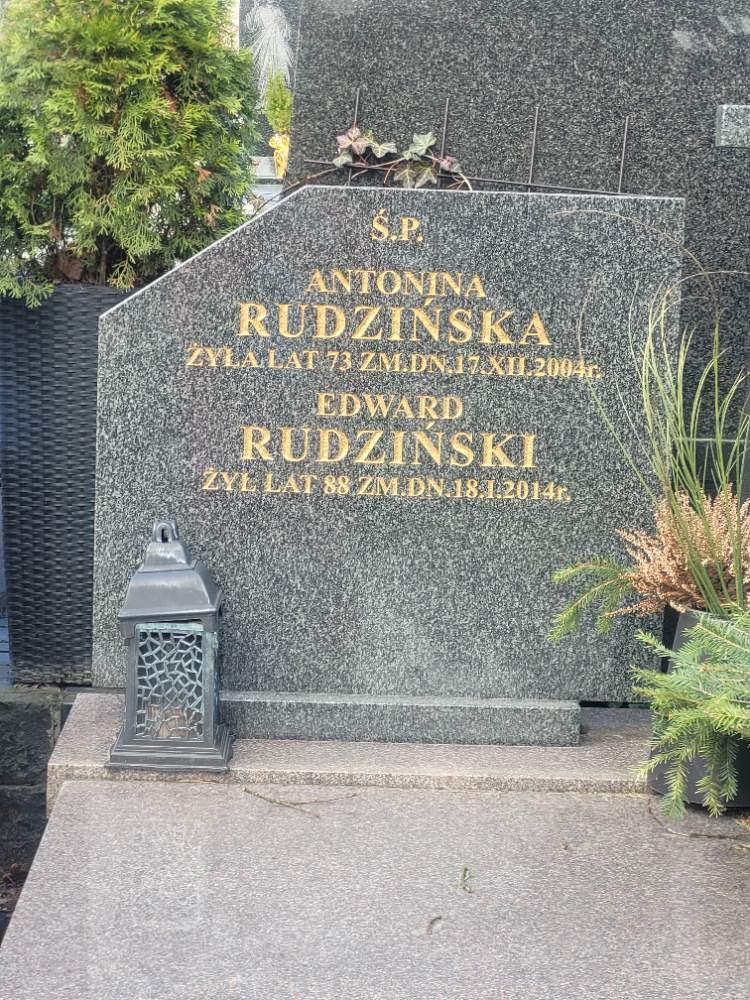 Ś.P.
ANTONINA
RUDZIŃSKA
ŻYŁA LAT 73 ZM.DN.17.XII.2004r.
EDWARD
RUDZIŃSKI
ŻYŁ LAT 88 ZM.DN.18.I.2014r.